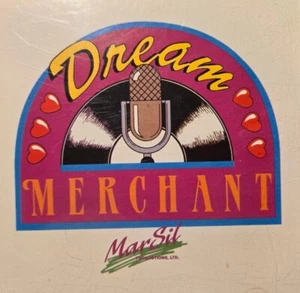 Dream
MERCHANT
MarSil
PRODUCTIONS, LTD.